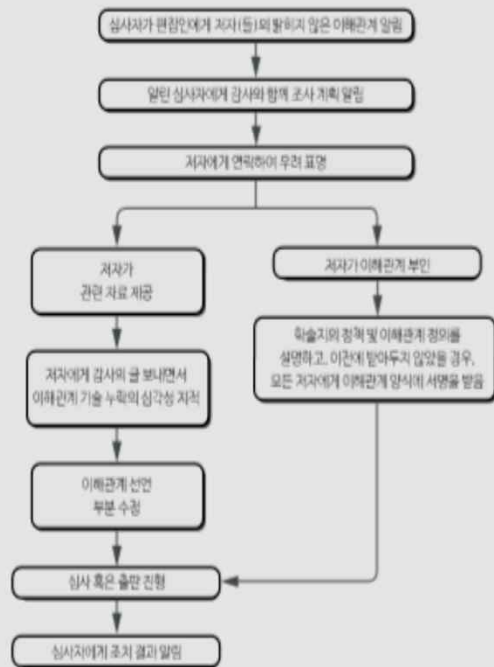 심사자가 편집인에게 저자(들)의 밝히지 않은 이해관계 알림
알린 심사자에게 감사와 함께 조사 계획 알림
저자에게 연락하여 우려 표명
저자가
관련 자료 제공
저자에게 감사의 글 보내면서
이해관계 기술 누락의 심각성 지적
이해관계 선언
부분 수정
저자가 이해관계 부인
학술지의 정책 및 이해관계 정의를
설명하고, 이전에 받아두지 않았을 경우,
모든 저자에게 이해관계 양식에 서명을 받음
심사 혹은 출판 진행
심사자에게 조치 결과 알림